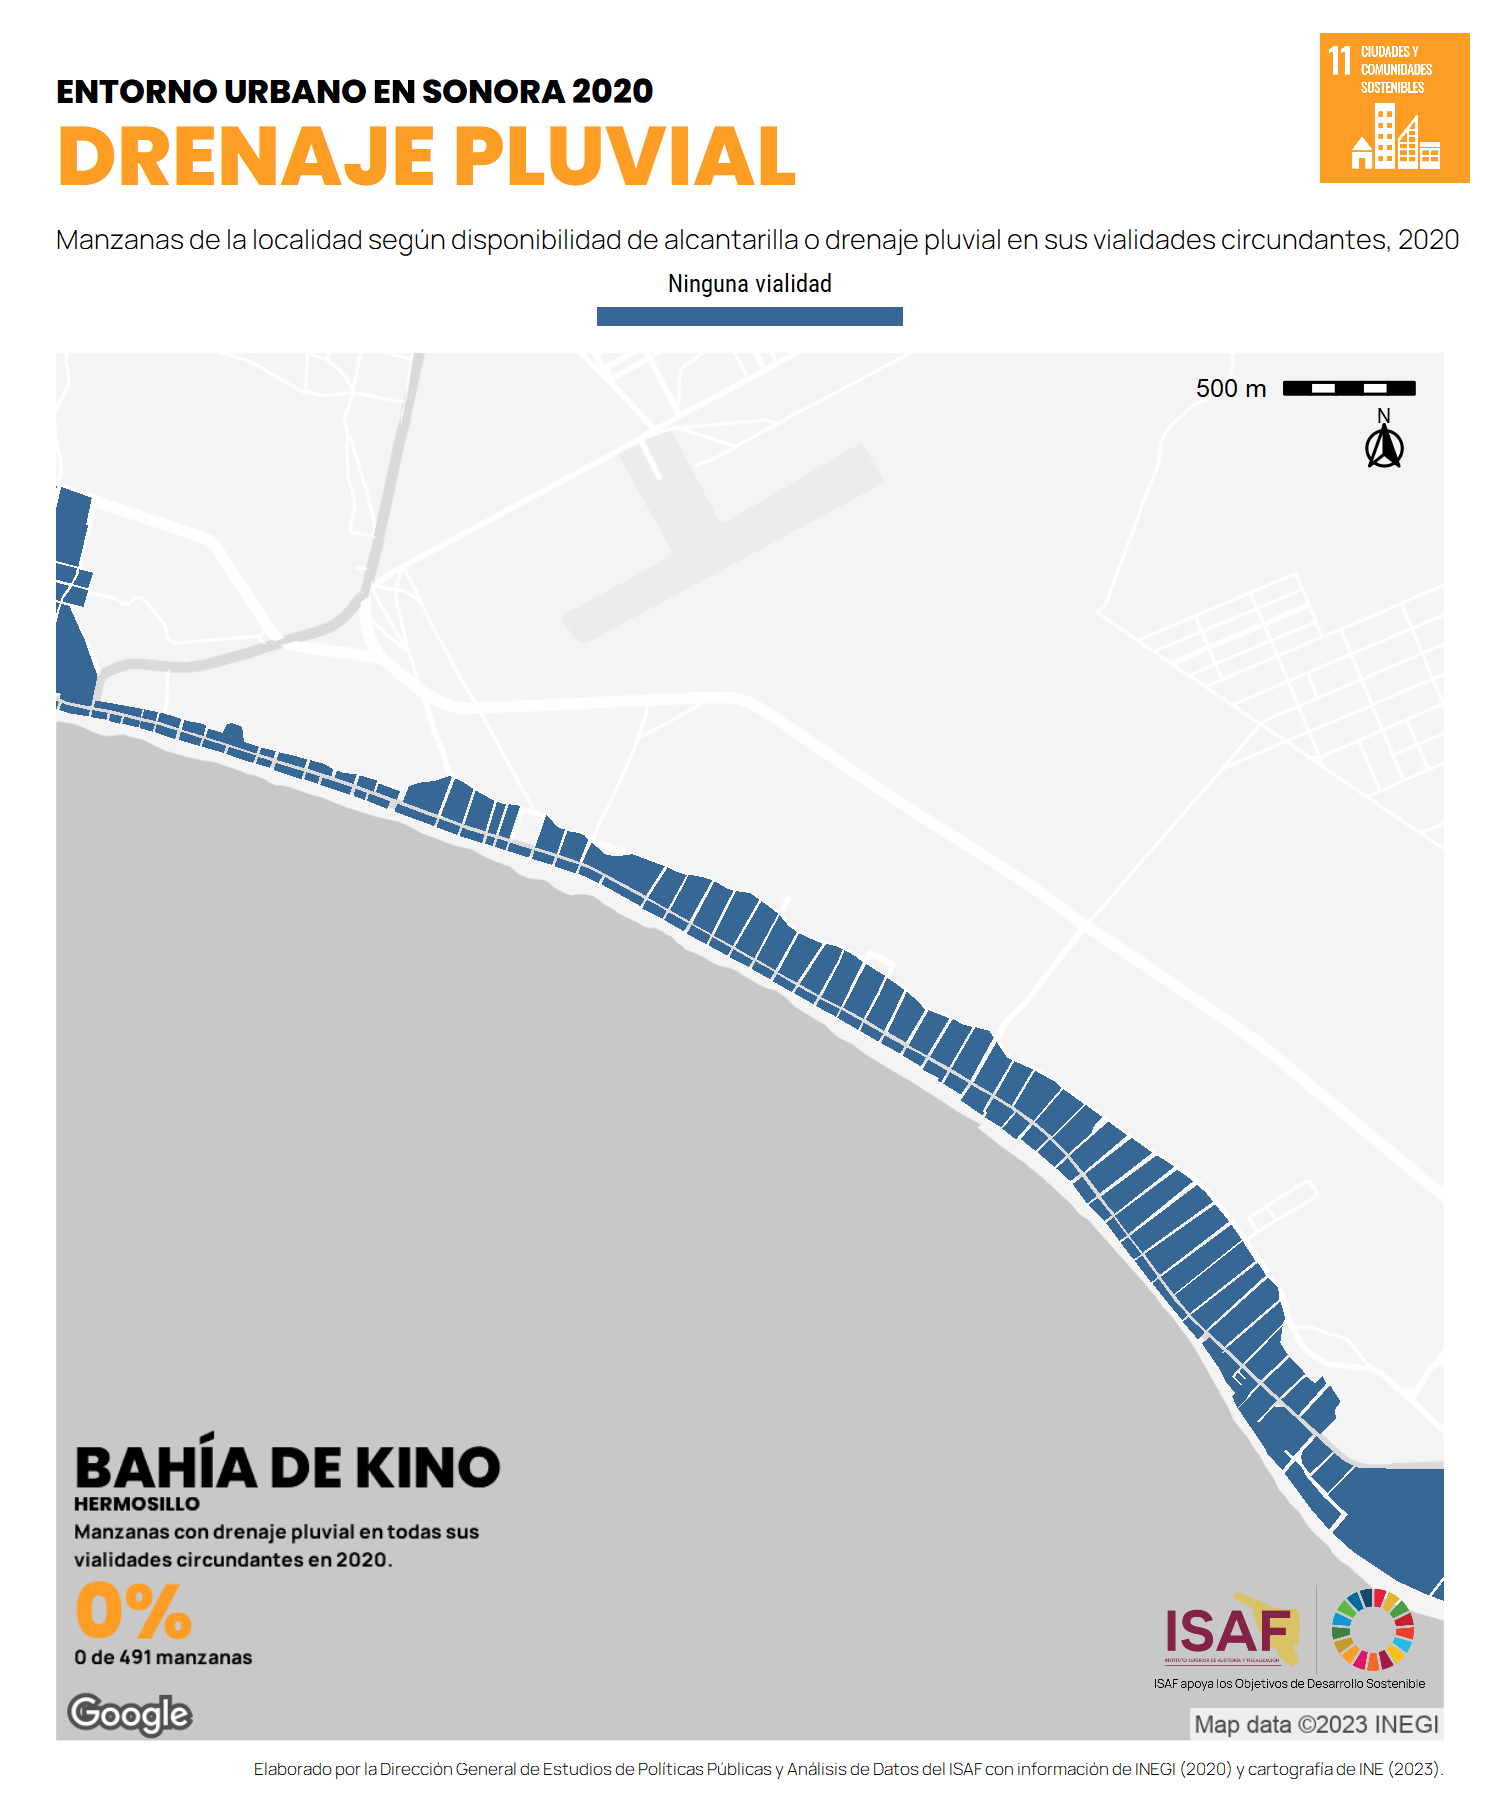 ENTORNO URBANO EN SONORA 2020
DRENAJE PLUVIAL
11 CIUDADES Y
COMUNIDADES
SOSTENIBLES
Manzanas de la localidad según disponibilidad de alcantarilla o drenaje pluvial en sus vialidades circundantes, 2020
Ninguna vialidad
500 m
N
BAHÍA DE KINO
HERMOSILLO
Manzanas con drenaje pluvial en todas sus
vialidades circundantes en 2020.
0%
0 de 491 manzanas
Google
ISAF
INSTITUTO SUPERIOR DE AUDITORÍA Y FISCALIZACIÓN
ISAF apoya los Objetivos de Desarrollo Sostenible
Map data ©2023 INEGI
Elaborado por la Dirección General de Estudios de Políticas Públicas y Análisis de Datos del ISAF con información de INEGI (2020) y cartografía de INE (2023).